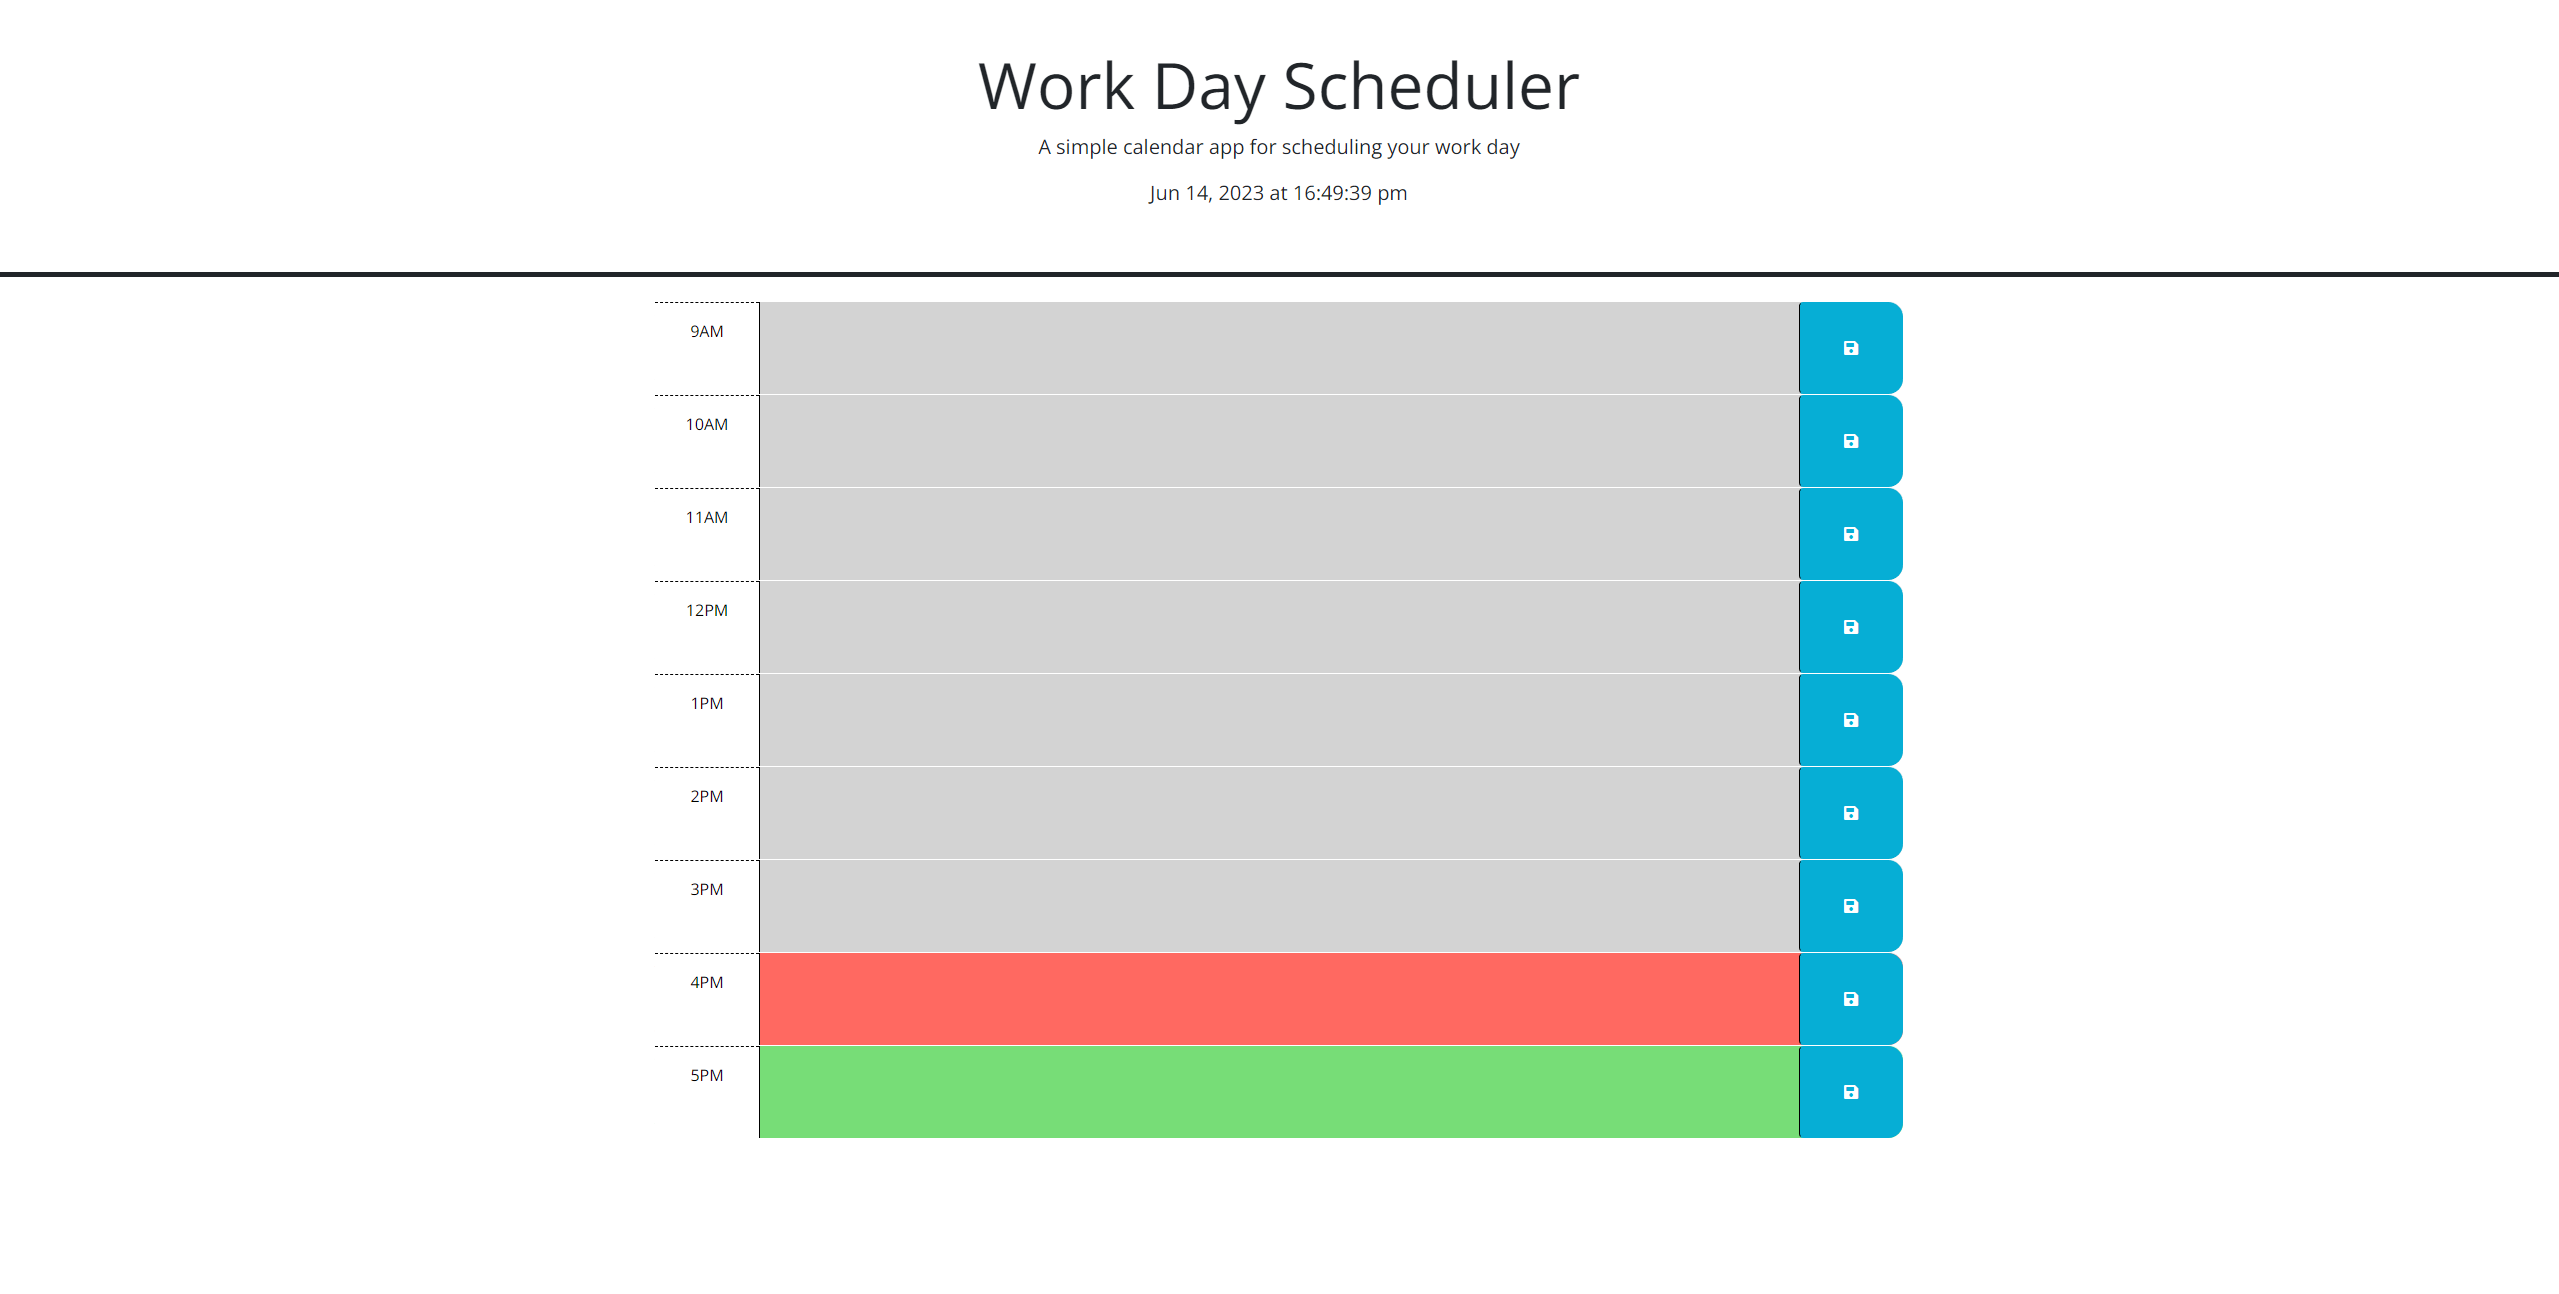 Work Day Scheduler
A simple calendar app for scheduling your work day
Jun 14, 2023 at 16:49:39 pm
9AM
10AM
11AM
12PM
1PM
2PM
3PM
4PM
5PM